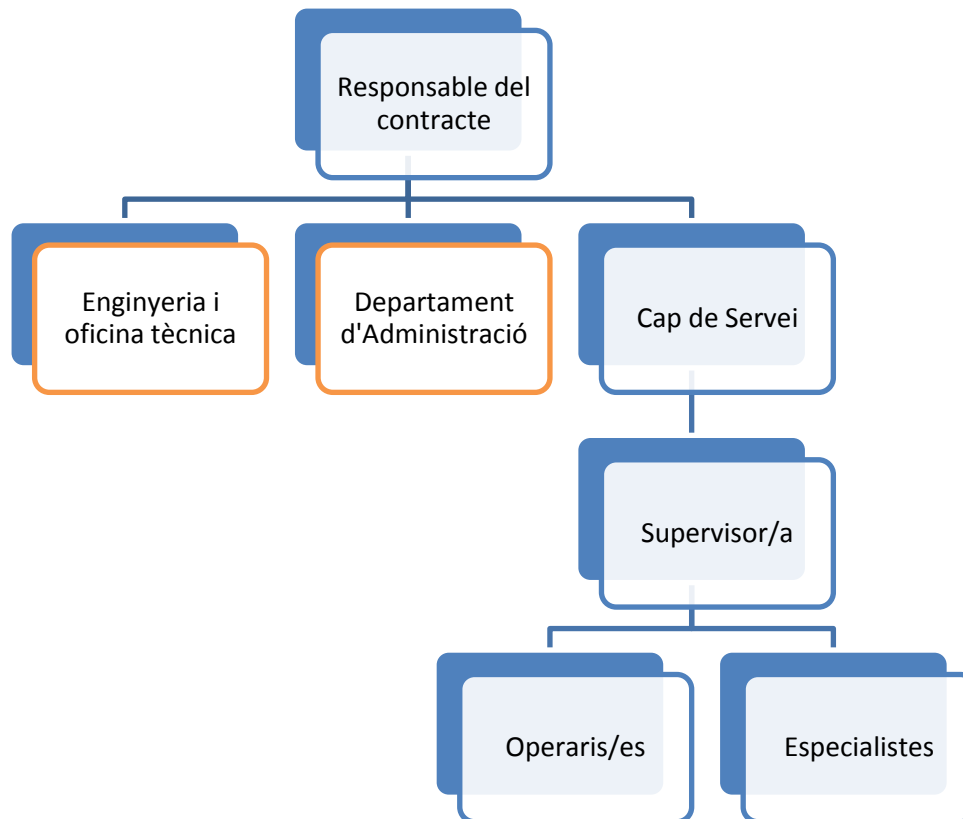 Responsable del
contracte
Enginyeria i
oficina tècnica
Departament
d'Administració
Cap de Servei
Supervisor/a
Operaris/es
Especialistes